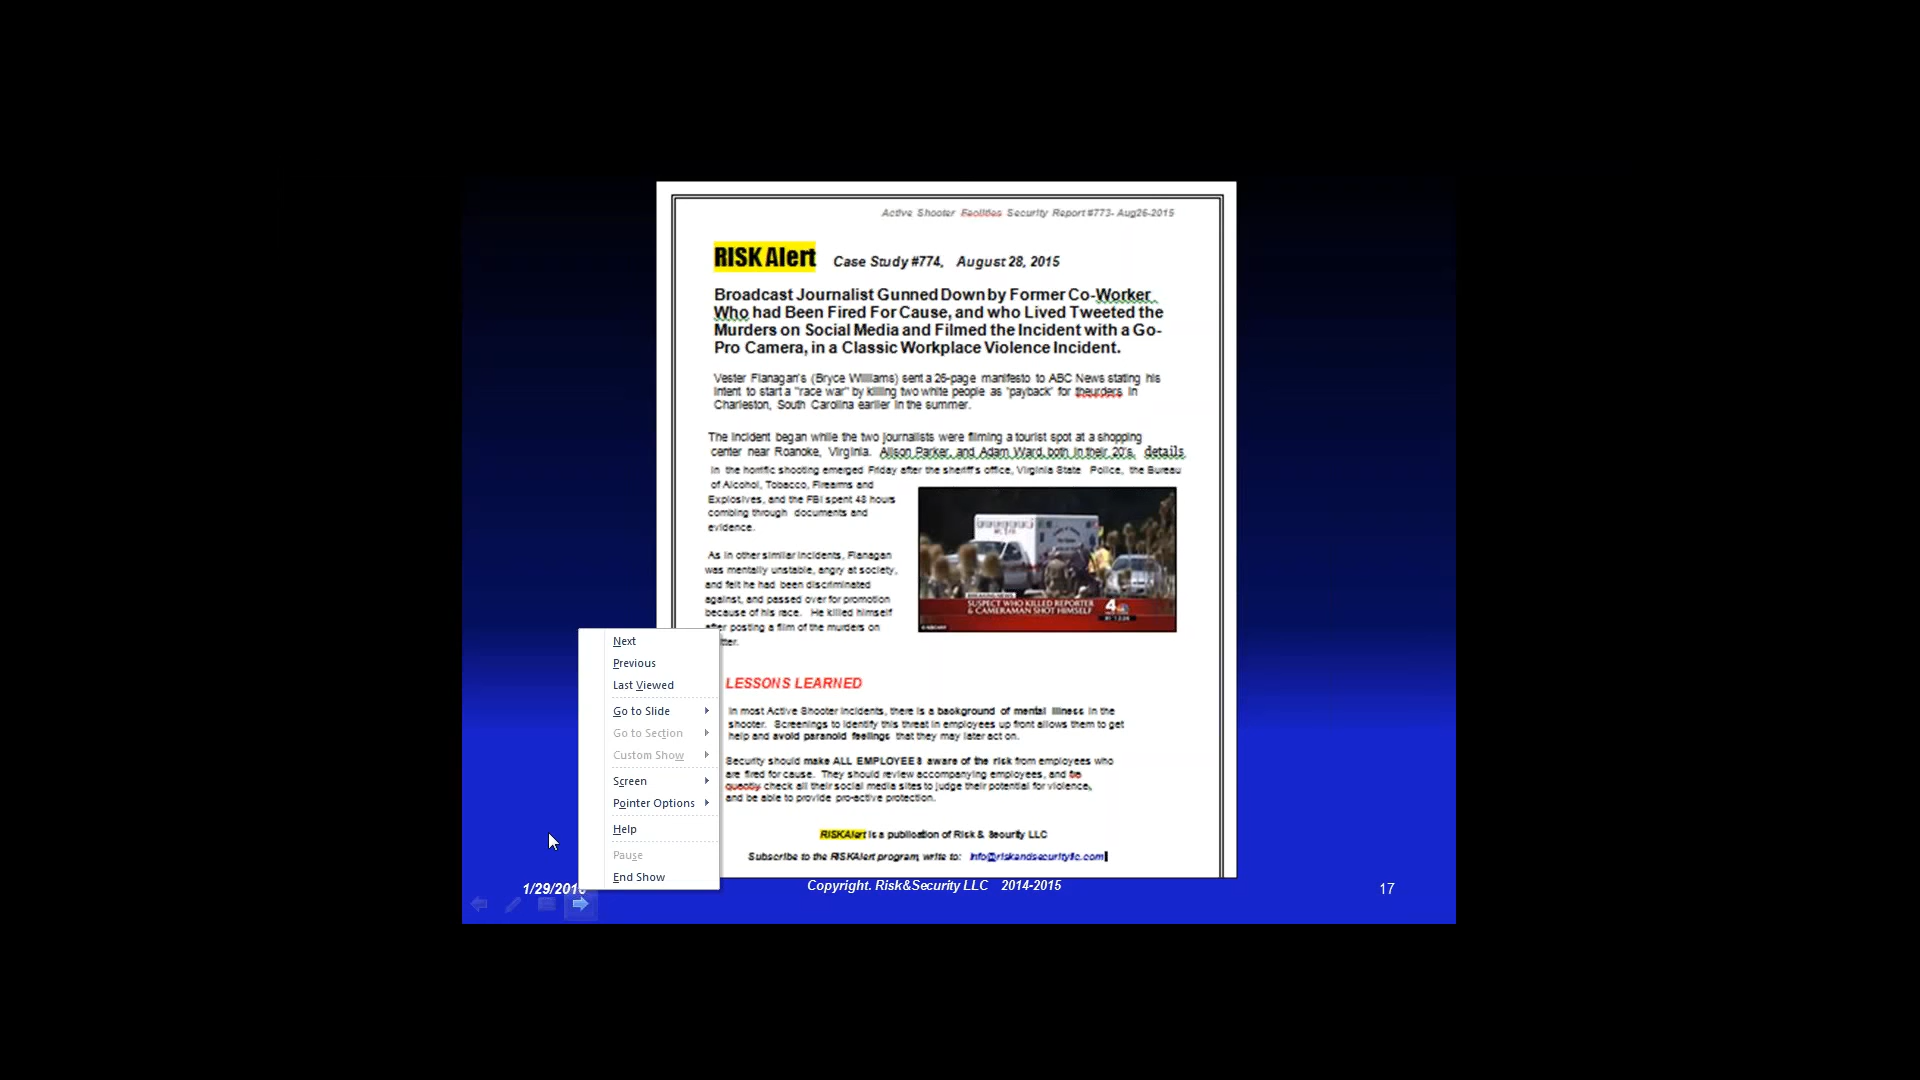 Active Shooter Facilities Security Report #773- Aug26-2015
RISK Alert Case Study #774, August 28, 2015
Broadcast Journalist Gunned Down by Former Co-Worker
Who had Been Fired For Cause, and who Lived Tweeted the
Murders on Social Media and Filmed the Incident with a Go-
Pro Camera, in a Classic Workplace Violence Incident.
Vester Flanagan's (Bryce Williams) sent a 26-page manifesto to ABC News stating his
intent to start a "race war" by killing two white people as "payback" for theurders in
Charleston, South Carolina earlier in the summer.
The incident began while the two journalists were filming a tourist spot at a shopping
center near Roanoke, Virginia. Alison Parker, and Adam Ward, both in their 20's, details
in the horrific shooting emerged Friday after the sheriff's office, Virginia State Police, the Bureau
of Alcohol, Tobacco, Firearms and
Explosives, and the FBI spent 48 hours
combing through documents and
evidence.
As in other similar incidents, Flanagan
was mentally unstable, angry at society,
and felt he had been discriminated
against, and passed over for promotion
because of his race. He killed himself
after posting a film of the murders on
tter.
SUSPECT WHO KILLED REPORTER
& CAMERAMAN SHOT HIMSELF
4
LESSONS LEARNED
In most Active Shooter incidents, there is a background of mental illness in the
shooter. Screenings to identify this threat in employees up front allows them to get
help and avoid paranoid feelings that they may later act on.
Security should make ALL EMPLOYEES aware of the risk from employees who
are fired for cause. They should review accompanying employees, and be
quectly check all their social media sites to judge their potential for violence,
and be able to provide pro-active protection.
RISKAlert is a publication of Risk & Security LLC
Subscribe to the RISKAlert program, write to: info@riskandsecurityllc.com
Next
Previous
Last Viewed
Go to Slide
Go to Section
Custom Show
Screen
Pointer Options
Help
Pause
End Show
1/29/201
Copyright. Risk&Security LLC 2014-2015
17